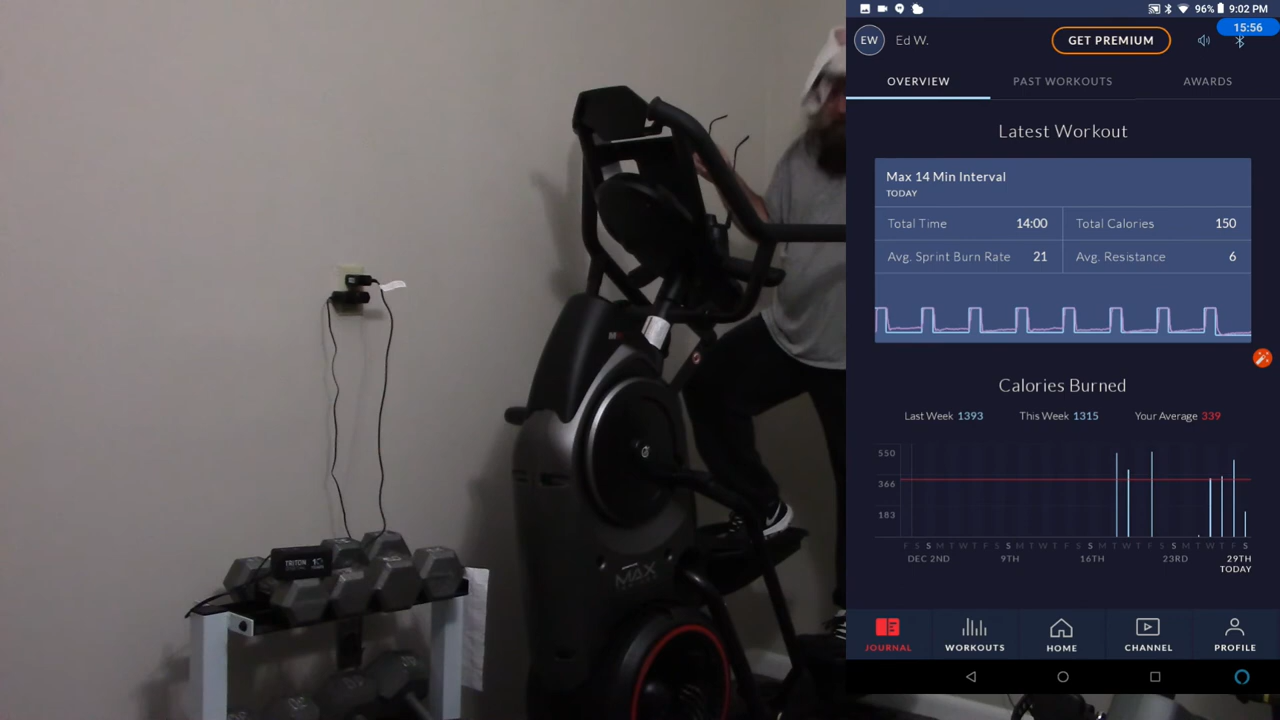 96% 9:02 PM
15:56
EW Ed W. GET PREMIUM
OVERVIEW PAST WORKOUTS AWARDS
Latest Workout
Max 14 Min Interval
TODAY
Total Time 14:00 Total Calories 150
Avg. Sprint Burn Rate 21 Avg. Resistance 6
Calories Burned
Last Week 1393 This Week 1315 Your Average 339
550
366
183
F S S M T W T F S S M T W T F S S M T W T F S S M T W T F S
DEC 2ND 9TH 16TH 23RD 29TH
TODAY
JOURNAL WORKOUTS HOME CHANNEL PROFILE
MAX
TRITON